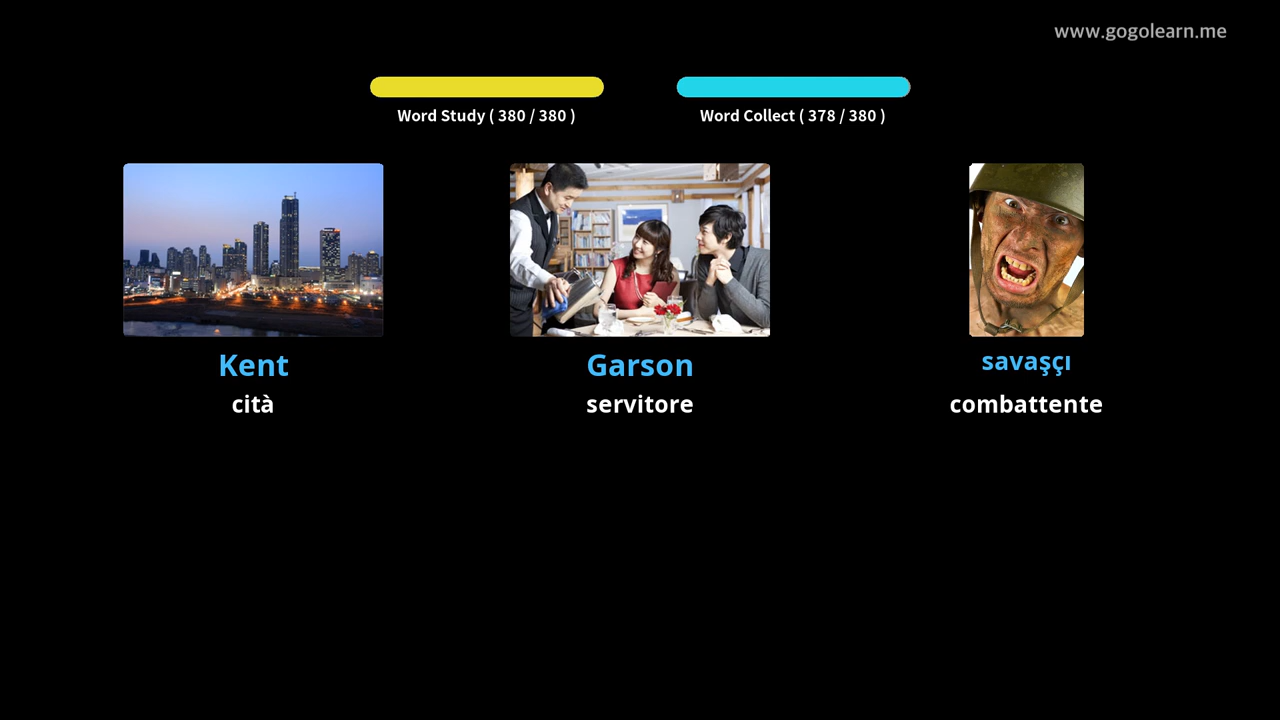 www.gogolearn.me
Word Study ( 380 / 380 )
Word Collect ( 378 / 380 )
Kent
Garson
savaşçı
cità
servitore
combattente